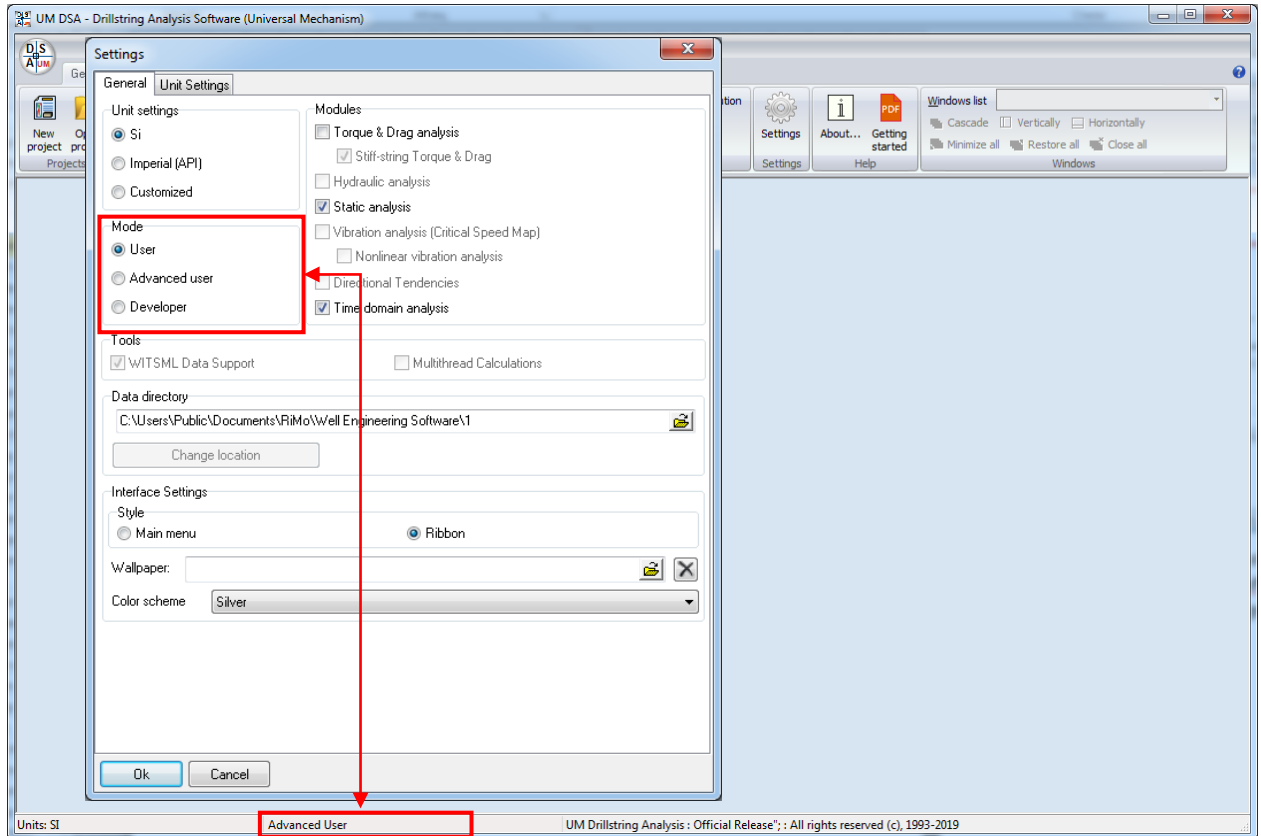 UM DSA - Drillstring Analysis Software (Universal Mechanism)
D S
A UM
Ge
Settings
General Unit Settings
Unit settings
Si
Imperial (API)
Customized
Modules
Torque & Drag analysis
Stiff-string Torque & Drag
Hydraulic analysis
Static analysis
Vibration analysis (Critical Speed Map)
Nonlinear vibration analysis
Directional Tendencies
Time domain analysis
Mode
User
Advanced user
Developer
Tools
WITSML Data Support Multithread Calculations
Data directory
C:\Users\Public\Documents\RiMo\Well Engineering Software\1
Change location
Interface Settings
Style
Main menu Ribbon
Wallpaper:
Color scheme Silver
Ok Cancel
New
project
Projects
Settings
Settings
About... Getting
started
PDF
Help
Windows list
Cascade Vertically Horizontally
Minimize all Restore all Close all
Windows
Units: SI Advanced User UM Drillstring Analysis : Official Release"; : All rights reserved (c), 1993-2019